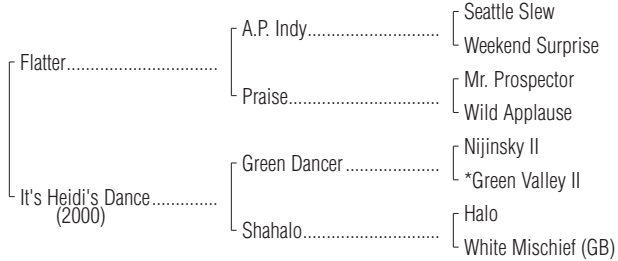 Seattle Slew
A.P. Indy
Weekend Surprise
Flatter
Mr. Prospector
Praise
Wild Applause
Nijinsky II
Green Dancer
*Green Valley II
It's Heidi's Dance
(2000)
Halo
Shahalo
White Mischief (GB)